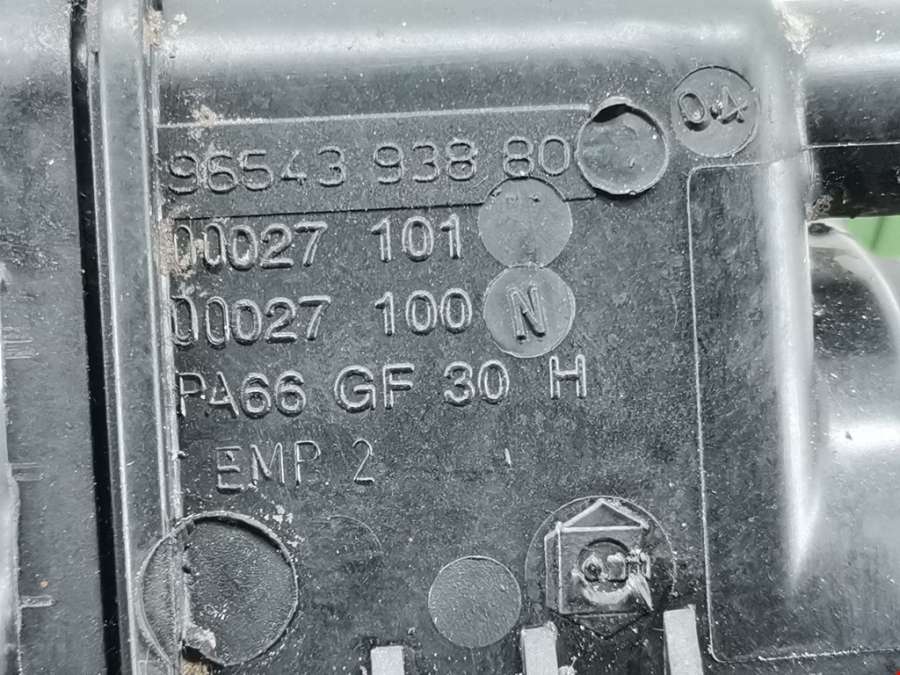 04
96543 938 80
00027 101
00027 100 N
PA66 GF 30 H
EMP 2